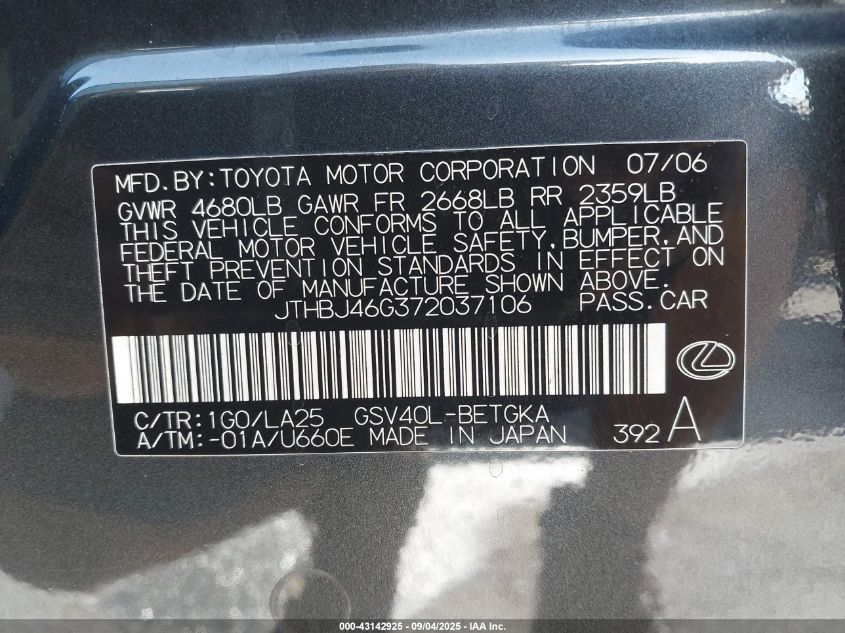 MFD.BY:TOYOTA MOTOR CORPORATION 07/06
GVWR 4680LB GAWR FR 2668LB RR 2359LB
THIS VEHICLE CONFORMS TO ALL APPLICABLE
FEDERAL MOTOR VEHICLE SAFETY,BUMPER,AND
THEFT PREVENTION STANDARDS IN EFFECT ON
THE DATE OF MANUFACTURE SHOWN ABOVE.
JTHBJ46G372037106 PASS.CAR
C/TR:1G0/LA25 GSV40L-BETGKA
A/TM:-01A/U660E MADE IN JAPAN 392 A
000-43142925 - 09/04/2025 - IAA Inc.